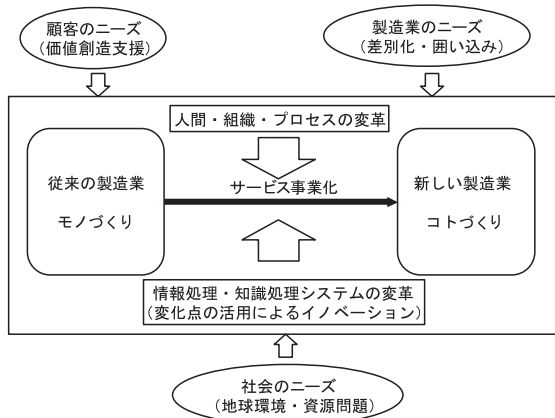 顧客のニーズ
(価値創造支援)
製造業のニーズ
(差別化・囲い込み)
人間・組織・プロセスの変革
従来の製造業
モノづくり
サービス事業化
新しい製造業
コトづくり
情報処理・知識処理システムの変革
(変化点の活用によるイノベーション)
社会のニーズ
(地球環境・資源問題)